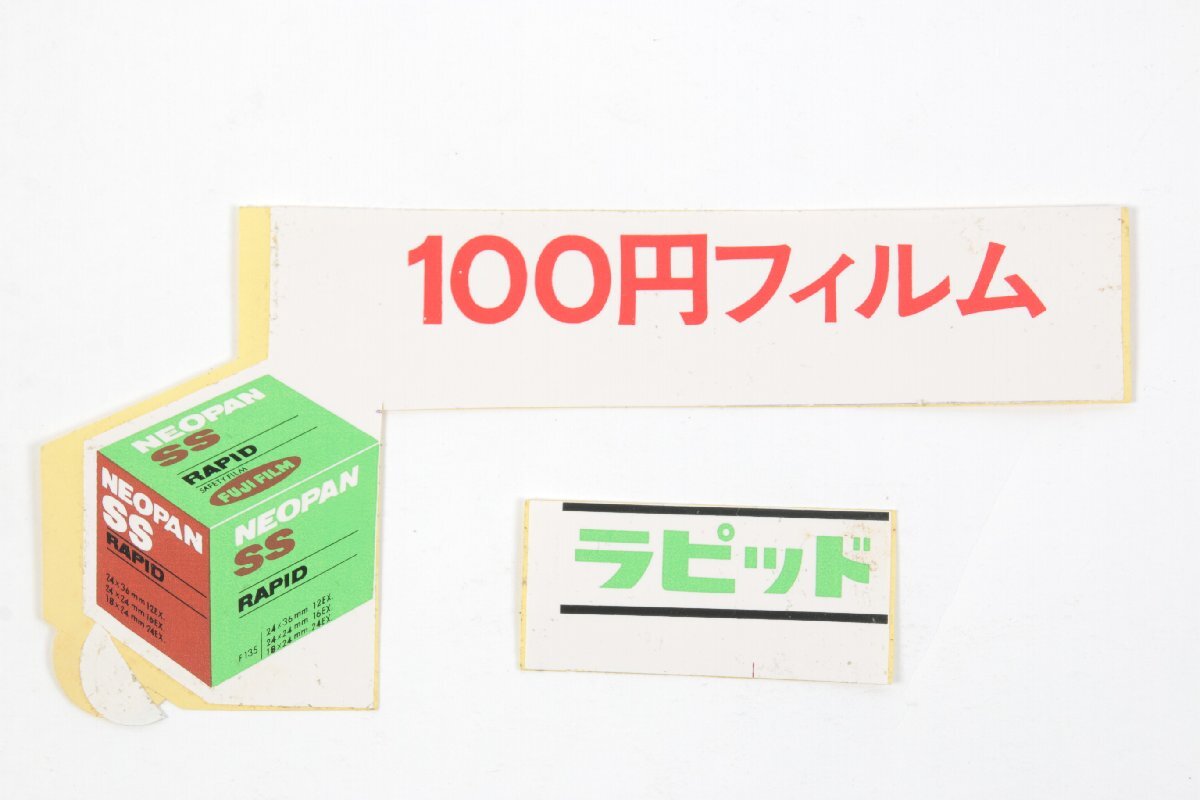 100円フィルム
NEOPAN
SS
RAPID
SAFETY FILM
FUJI FILM
NEOPAN
SS
RAPID
24×36mm 12EX.
24×24mm 16EX.
18×24mm 24EX.
NEOPAN
SS
RAPID
F135
24×36mm 12EX.
24×24mm 16EX.
18×24mm 24EX.
ラピッド